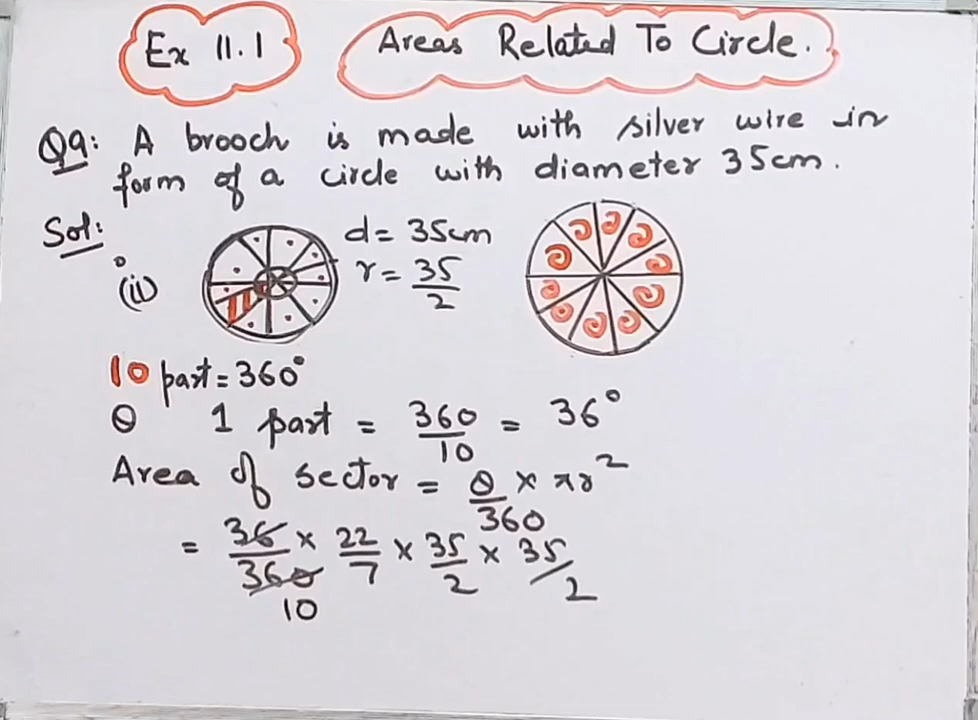 Ex 11.1
Areas Related To Circle.
Q9: A brooch is made with silver wire in
form of a circle with diameter 35cm.
Sol:
(ii)
d = 35cm
r = 35/2
10 part = 360°
θ 1 part = 360/10 = 36°
Area of sector = θ/360 × πr²
= 36/360 × 22/7 × 35/2 × 35/2
10